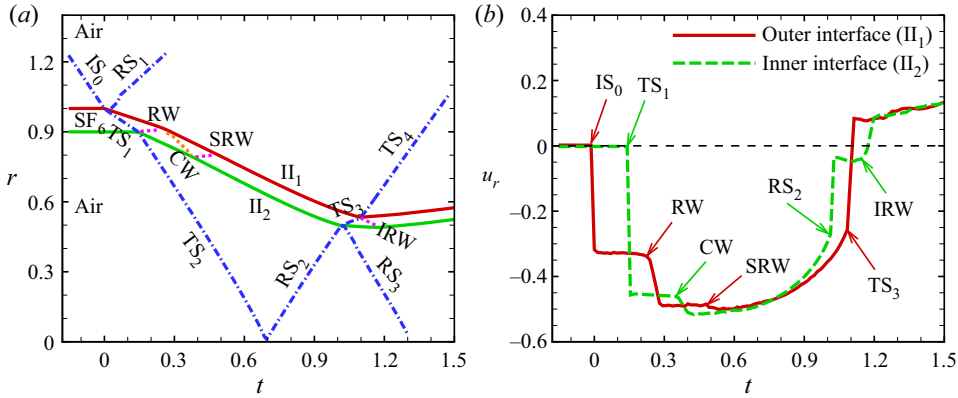 (a)
Air
1.2
0.9
0.6
0.3
0
r
IS0
RS1
SF6
TS1
RW
SRW
CW
II1
II2
Air
TS2
RS2
TS3
IRW
RS3
TS4
0
0.3
0.6
0.9
1.2
1.5
t
(b)
0.4
0.2
0
−0.2
−0.4
−0.6
ur
Outer interface (II1)
Inner interface (II2)
IS0
TS1
RW
CW
SRW
RS2
IRW
TS3
0
0.3
0.6
0.9
1.2
1.5
t